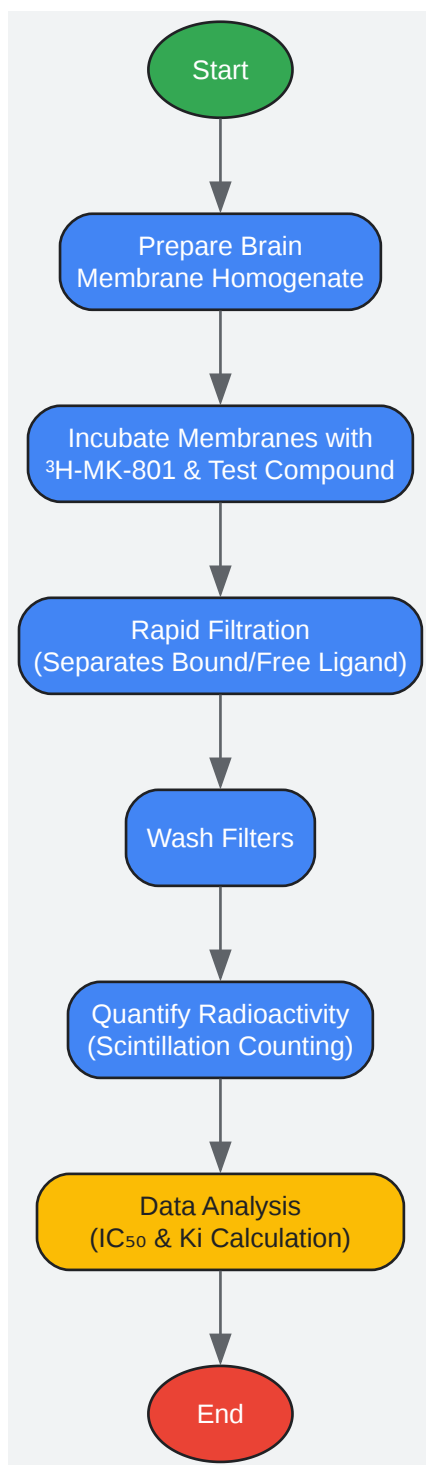 Start
Prepare Brain
Membrane Homogenate
Incubate Membranes with
³H-MK-801 & Test Compound
Rapid Filtration
(Separates Bound/Free Ligand)
Wash Filters
Quantify Radioactivity
(Scintillation Counting)
Data Analysis
(IC₅₀ & Ki Calculation)
End